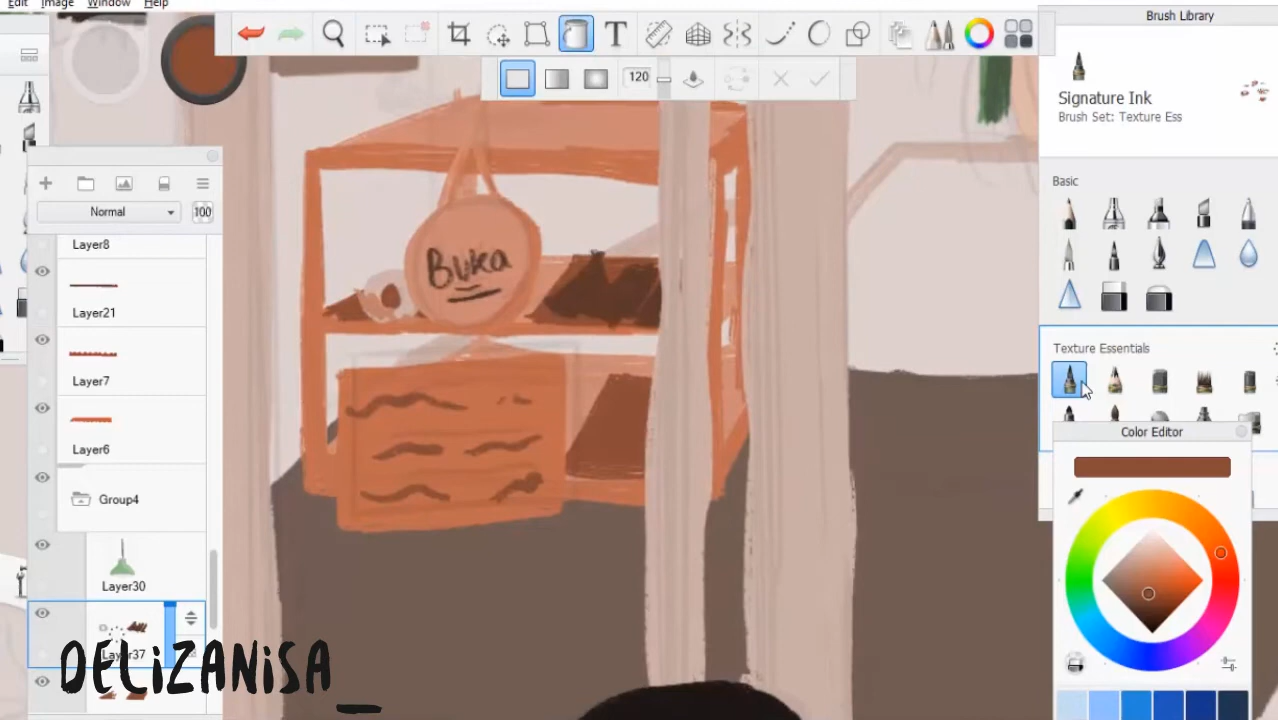 Edit Image Window Help
Brush Library
Signature Ink
Brush Set: Texture Ess
120
Normal 100
Basic
Layer8
Layer21
Buka
Layer7
Texture Essentials
Layer6
Color Editor
Group4
Layer30
Layer37
DELiZANiSA_